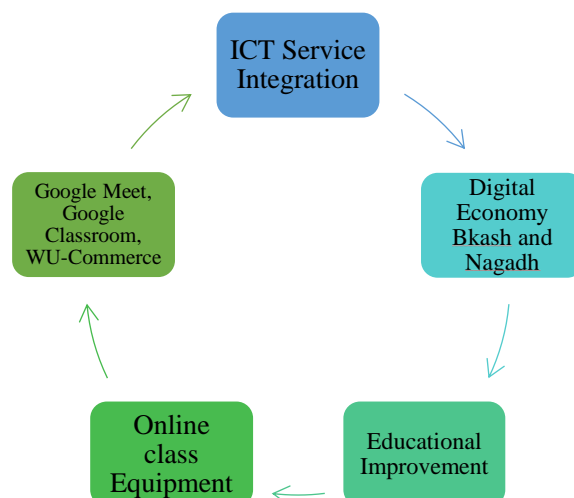 ICT Service
Integration
Digital
Economy
Bkash and
Nagadh
Educational
Improvement
Online
class
Equipment
Google Meet,
Google
Classroom,
WU-Commerce